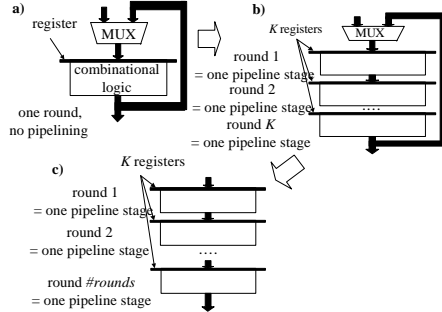 a)
register
MUX
combinational
logic
one round,
no pipelining
b)
K registers
MUX
round 1
= one pipeline stage
round 2
= one pipeline stage
....
round K
= one pipeline stage
c)
K registers
round 1
= one pipeline stage
round 2
= one pipeline stage
....
round #rounds
= one pipeline stage